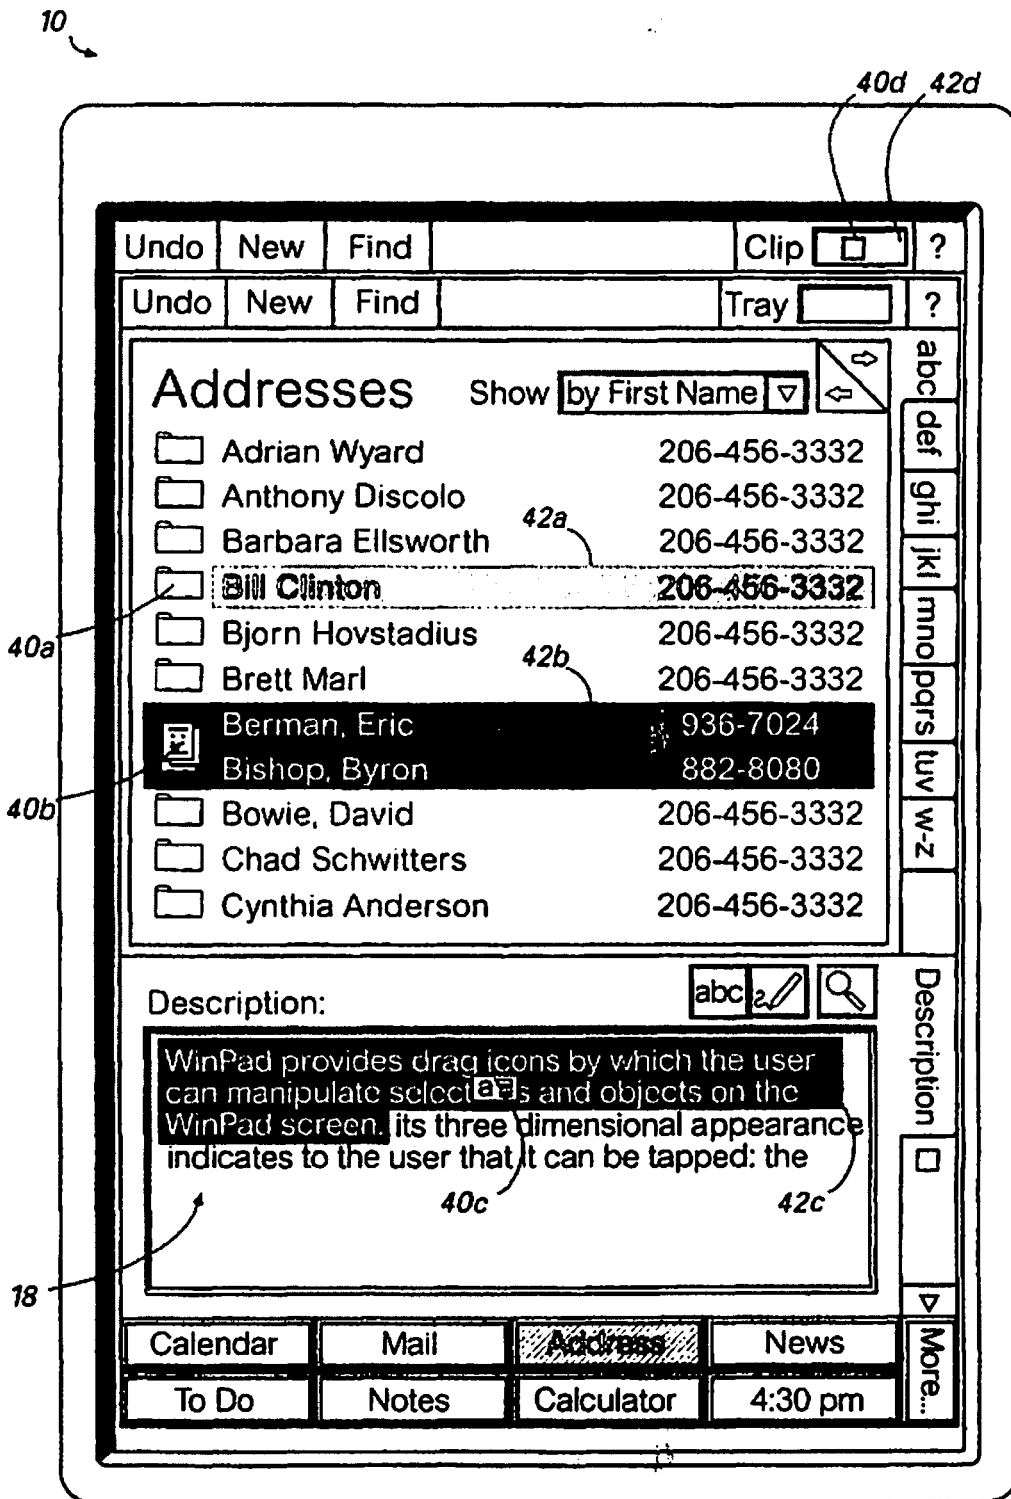 10
40d 42d
Undo New Find Clip ?
Undo New Find Tray ?
Addresses Show by First Name
abc
def
ghi
jkl
mno
pqrs
tuv
w-z
Adrian Wyard 206-456-3332
Anthony Discolo 206-456-3332
42a
Barbara Ellsworth 206-456-3332
Bill Clinton 206-456-3332
40a
Bjorn Hovstadius 206-456-3332
42b
Brett Marl 206-456-3332
Berman, Eric 936-7024
Bishop, Byron 882-8080
40b
Bowie, David 206-456-3332
Chad Schwitters 206-456-3332
Cynthia Anderson 206-456-3332
Description: abc
Description
WinPad provides drag icons by which the user
can manipulate select a s and objects on the
WinPad screen. its three dimensional appearance
indicates to the user that it can be tapped: the
40c 42c
18
Calendar Mail Address News
More...
To Do Notes Calculator 4:30 pm